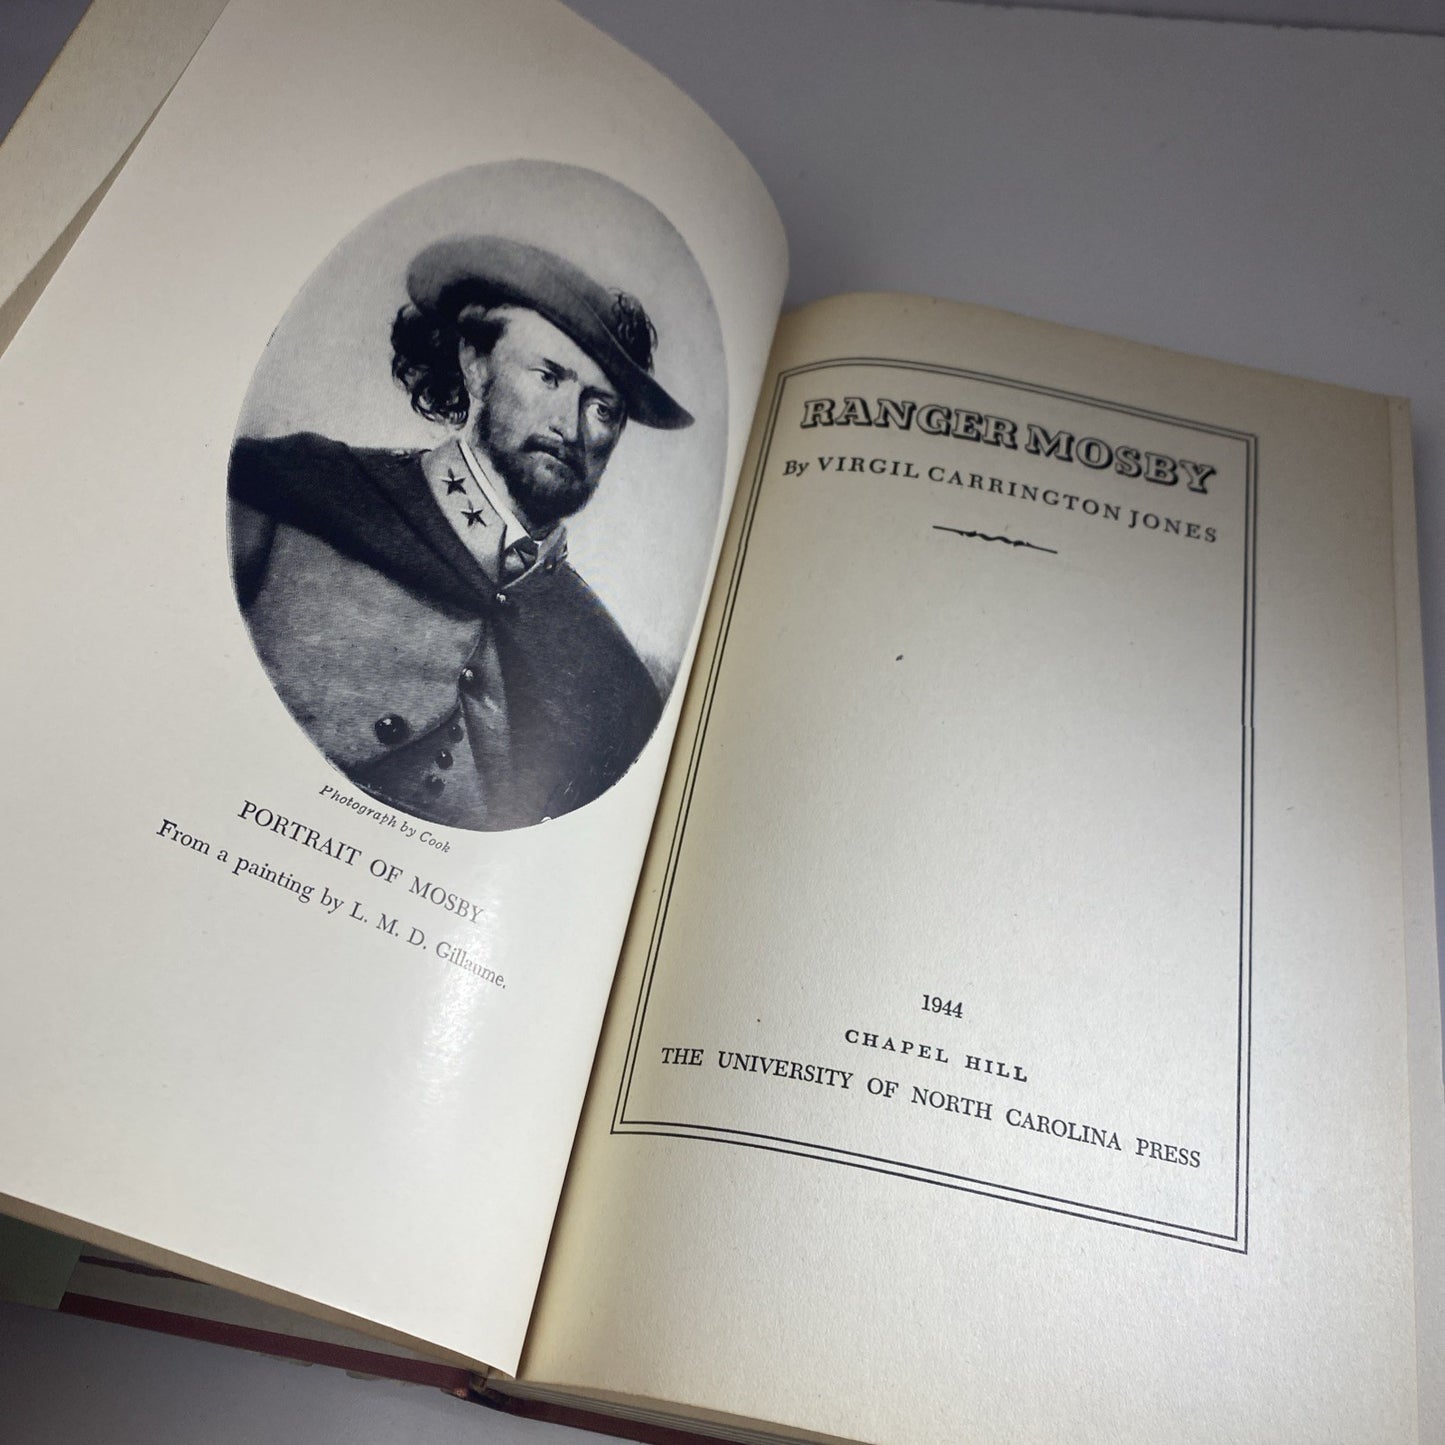 Photograph by Cook
PORTRAIT OF MOSBY
From a painting by L. M. D. Gillaume.
RANGER MOSBY
By VIRGIL CARRINGTON JONES
1944
CHAPEL HILL
THE UNIVERSITY OF NORTH CAROLINA PRESS